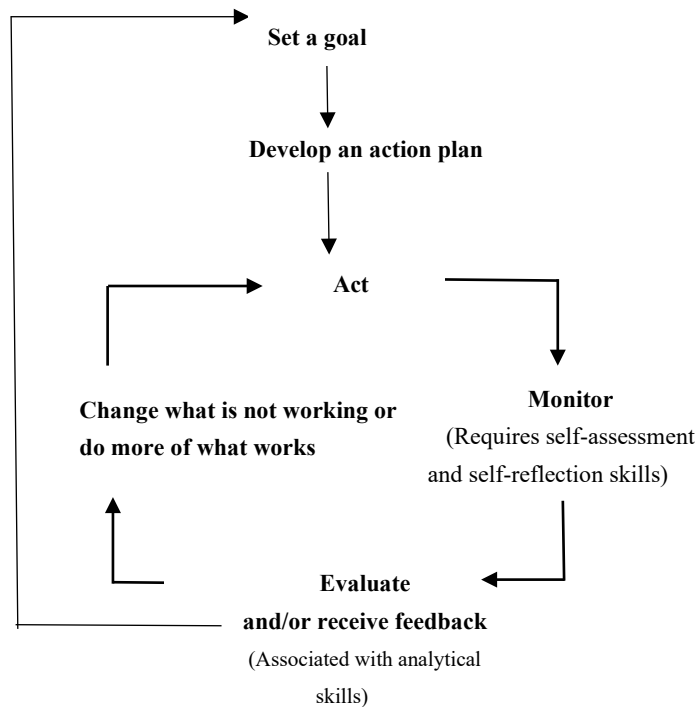 Set a goal
Develop an action plan
Act
Change what is not working or
do more of what works
Monitor
(Requires self-assessment
and self-reflection skills)
Evaluate
and/or receive feedback
(Associated with analytical
skills)